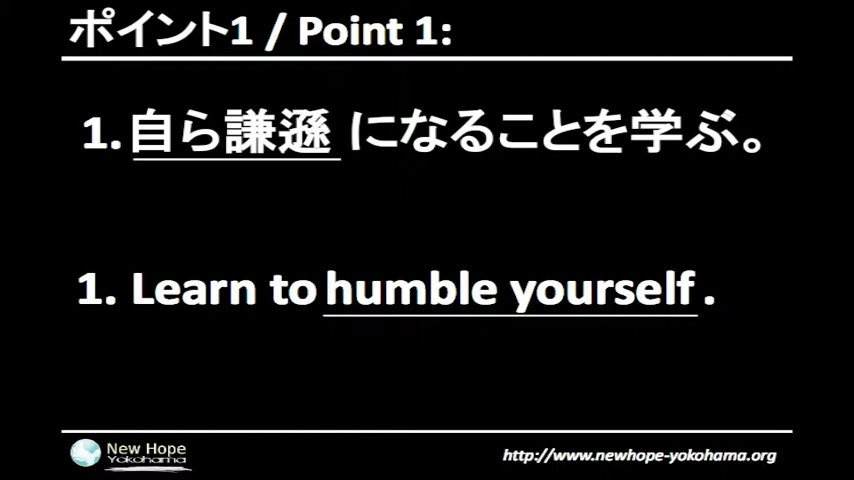 ポイント1 / Point 1:
1. 自ら謙遜 になることを学ぶ。
1. Learn to humble yourself.
New Hope
Yokohama
http://www.newhope-yokohama.org